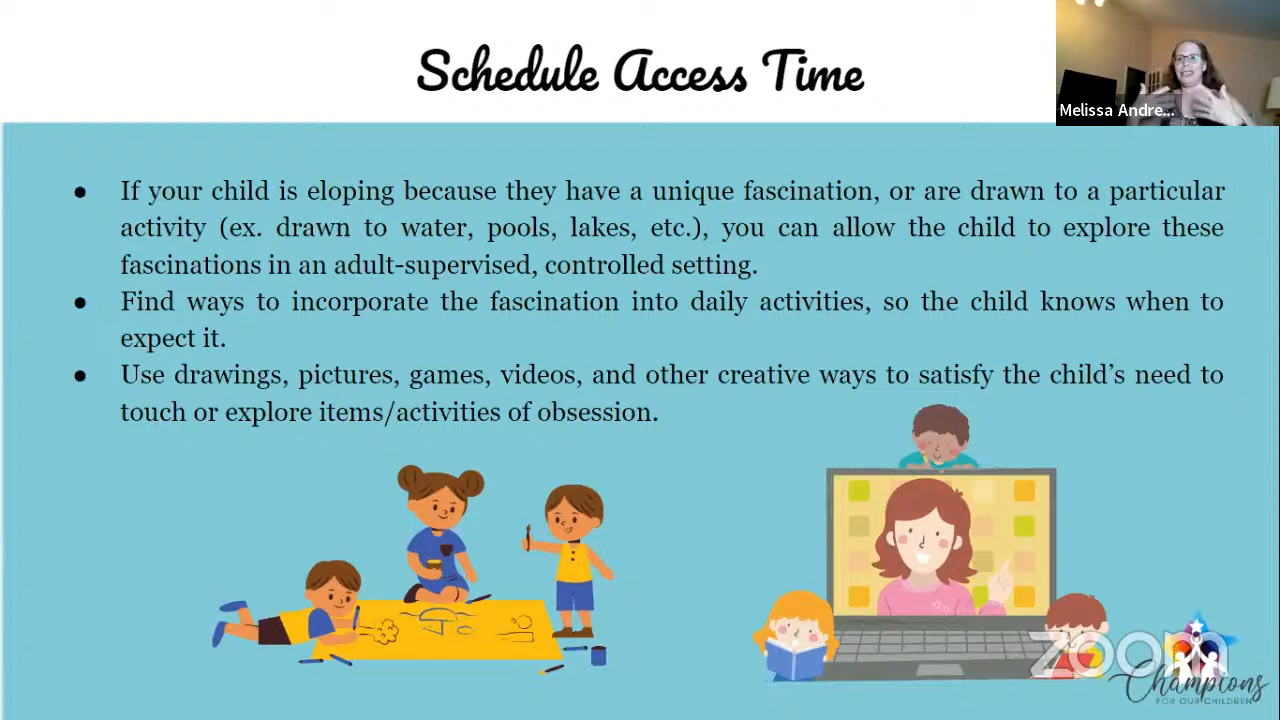 Schedule Access Time
Melissa Andre...
● If your child is eloping because they have a unique fascination, or are drawn to a particular
activity (ex. drawn to water, pools, lakes, etc.), you can allow the child to explore these
fascinations in an adult-supervised, controlled setting.
● Find ways to incorporate the fascination into daily activities, so the child knows when to
expect it.
● Use drawings, pictures, games, videos, and other creative ways to satisfy the child’s need to
touch or explore items/activities of obsession.
zoom
Champions
FOR OUR CHILDREN